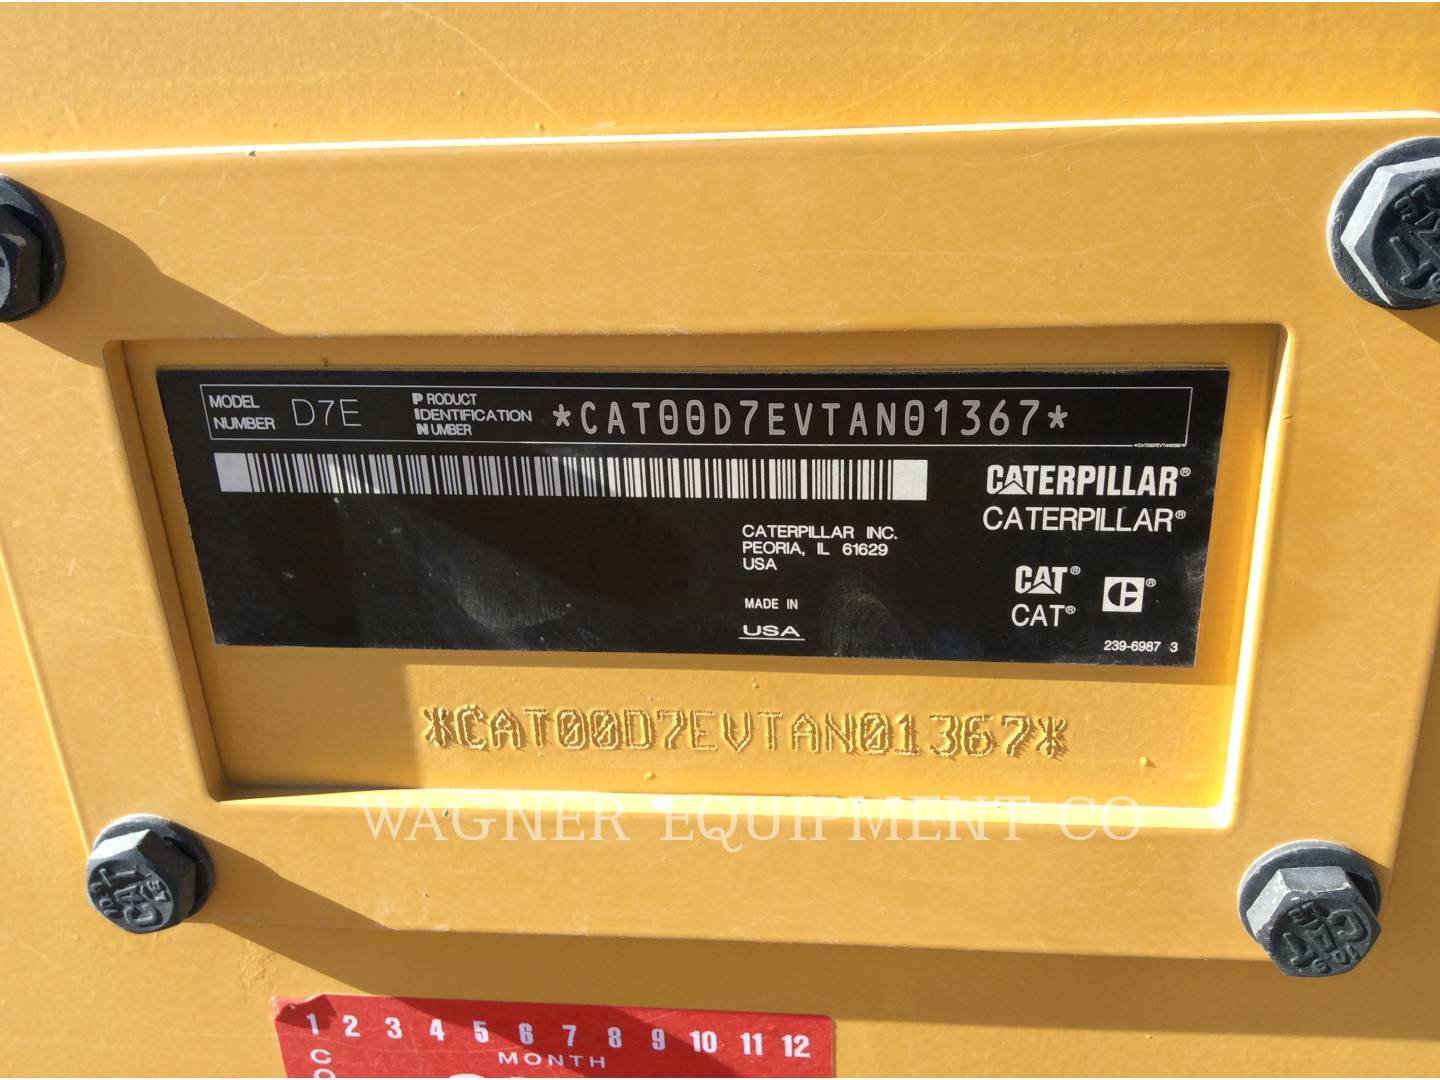 MODEL NUMBER D7E PRODUCT IDENTIFICATION NUMBER *CAT00D7EVTAN01367*
*CAT00D7EVTAN01367*
CATERPILLAR®
CATERPILLAR®
CATERPILLAR INC.
PEORIA, IL 61629
USA
CAT®
CAT®
MADE IN
USA
239-6987 3
*CAT00D7EVTAN01367*
WAGNER EQUIPMENT CO
1 2 3 4 5 6 7 8 9 10 11 12
MONTH